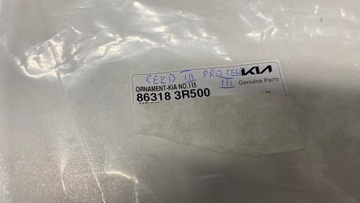 CEED III PRO CEED III
KIA
ORNAMENT-KIA NO.115
Genuine Parts
86318 3R500